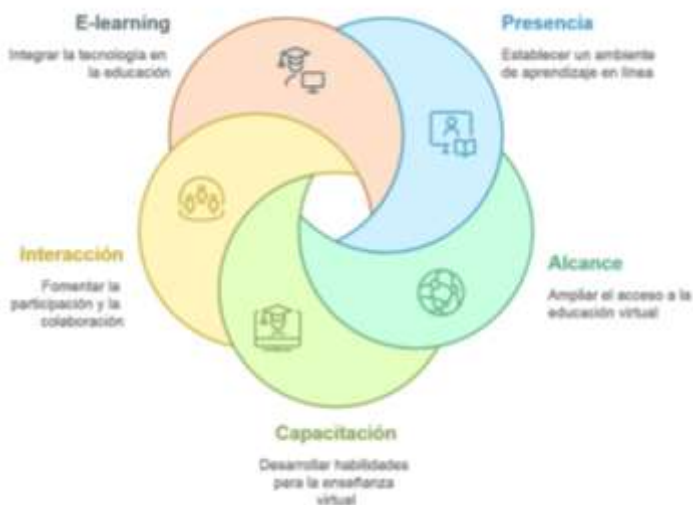 E-learning
Integrar la tecnología en
la educación
Presencia
Establecer un ambiente
de aprendizaje en línea
Interacción
Fomentar la
participación y la
colaboración
Alcance
Ampliar el acceso a la
educación virtual
Capacitación
Desarrollar habilidades
para la enseñanza
virtual